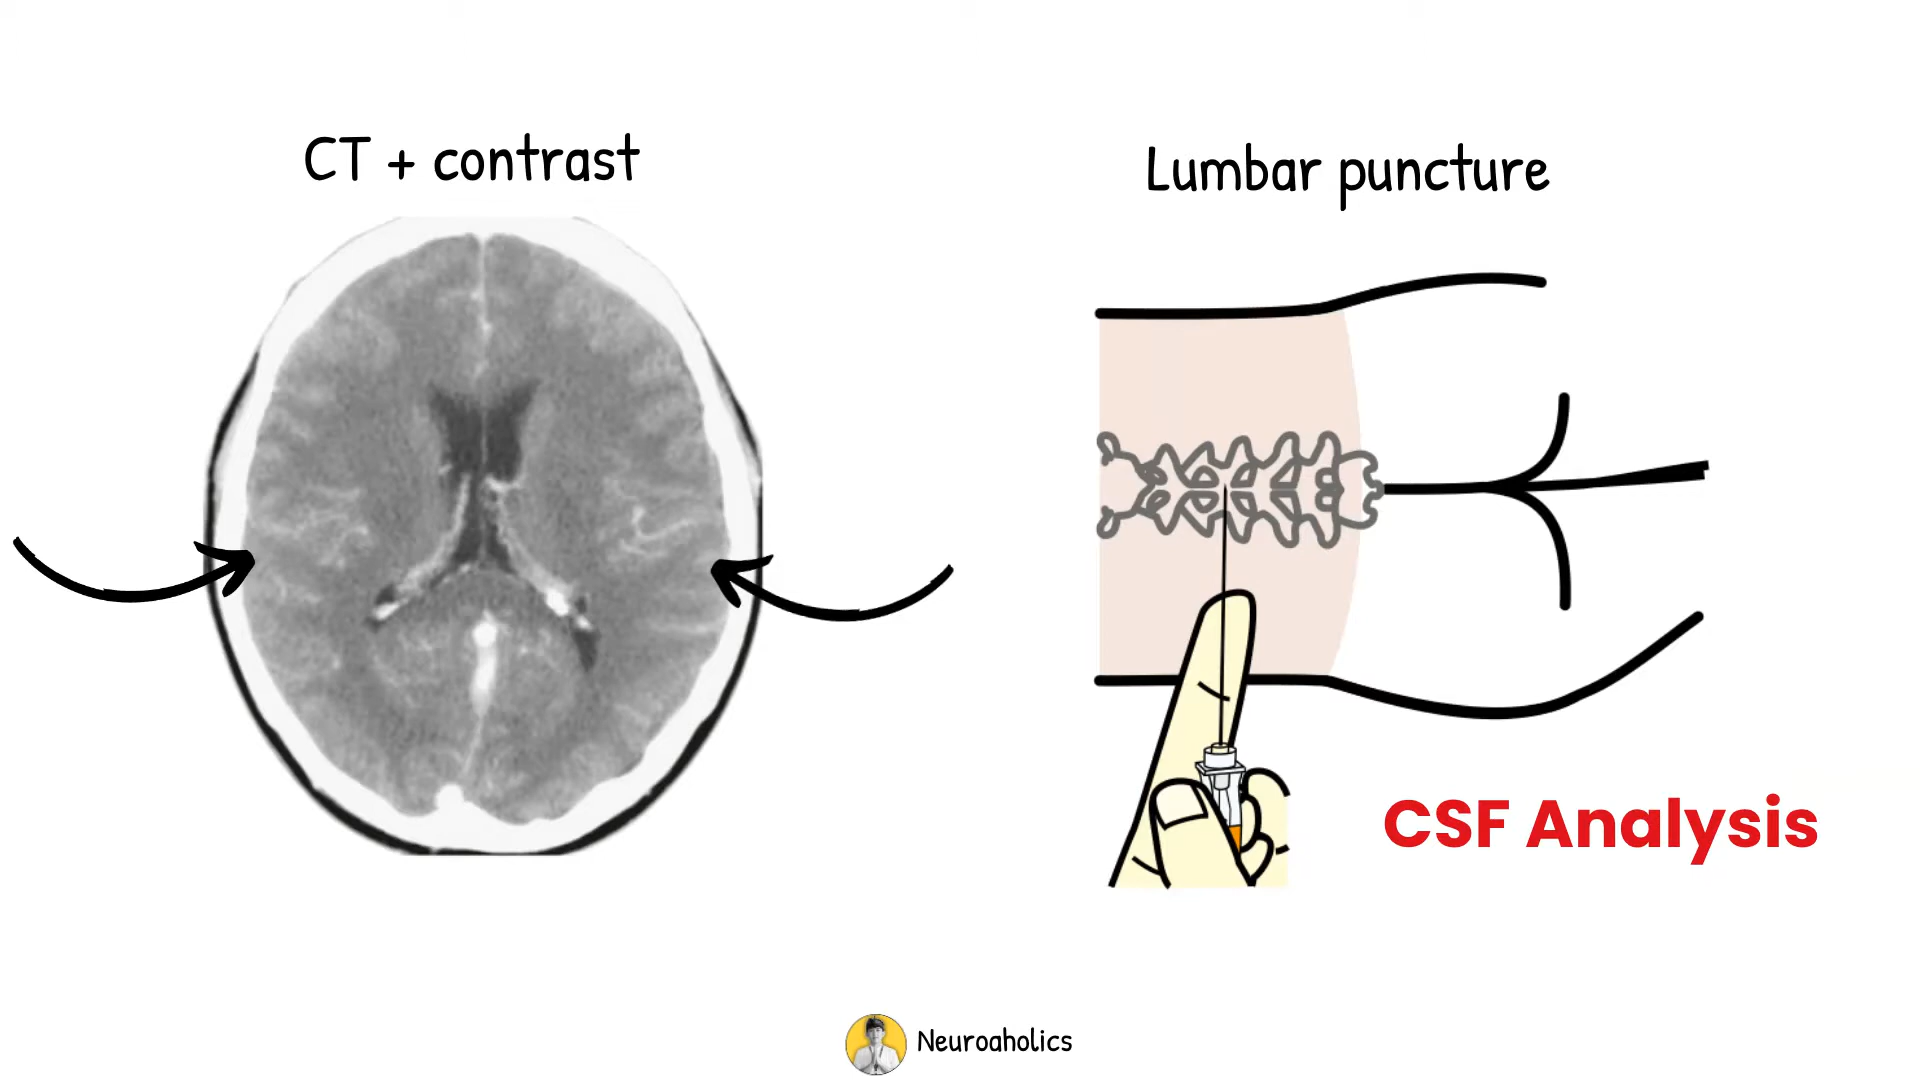 CT + contrast
Lumbar puncture
CSF Analysis
Neuroaholics